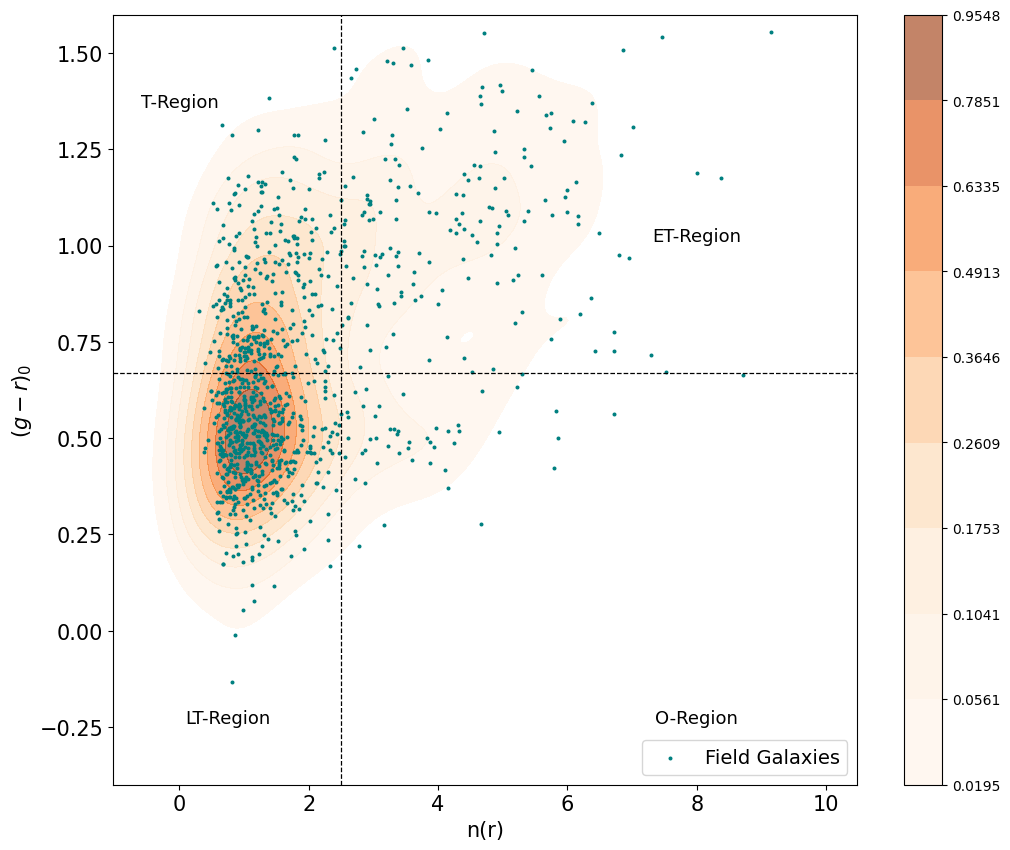 1.50
1.25
1.00
0.75
0.50
0.25
0.00
−0.25
(g − r)₀
T-Region
ET-Region
LT-Region
O-Region
Field Galaxies
0 2 4 6 8 10
n(r)
0.9548
0.7851
0.6335
0.4913
0.3646
0.2609
0.1753
0.1041
0.0561
0.0195